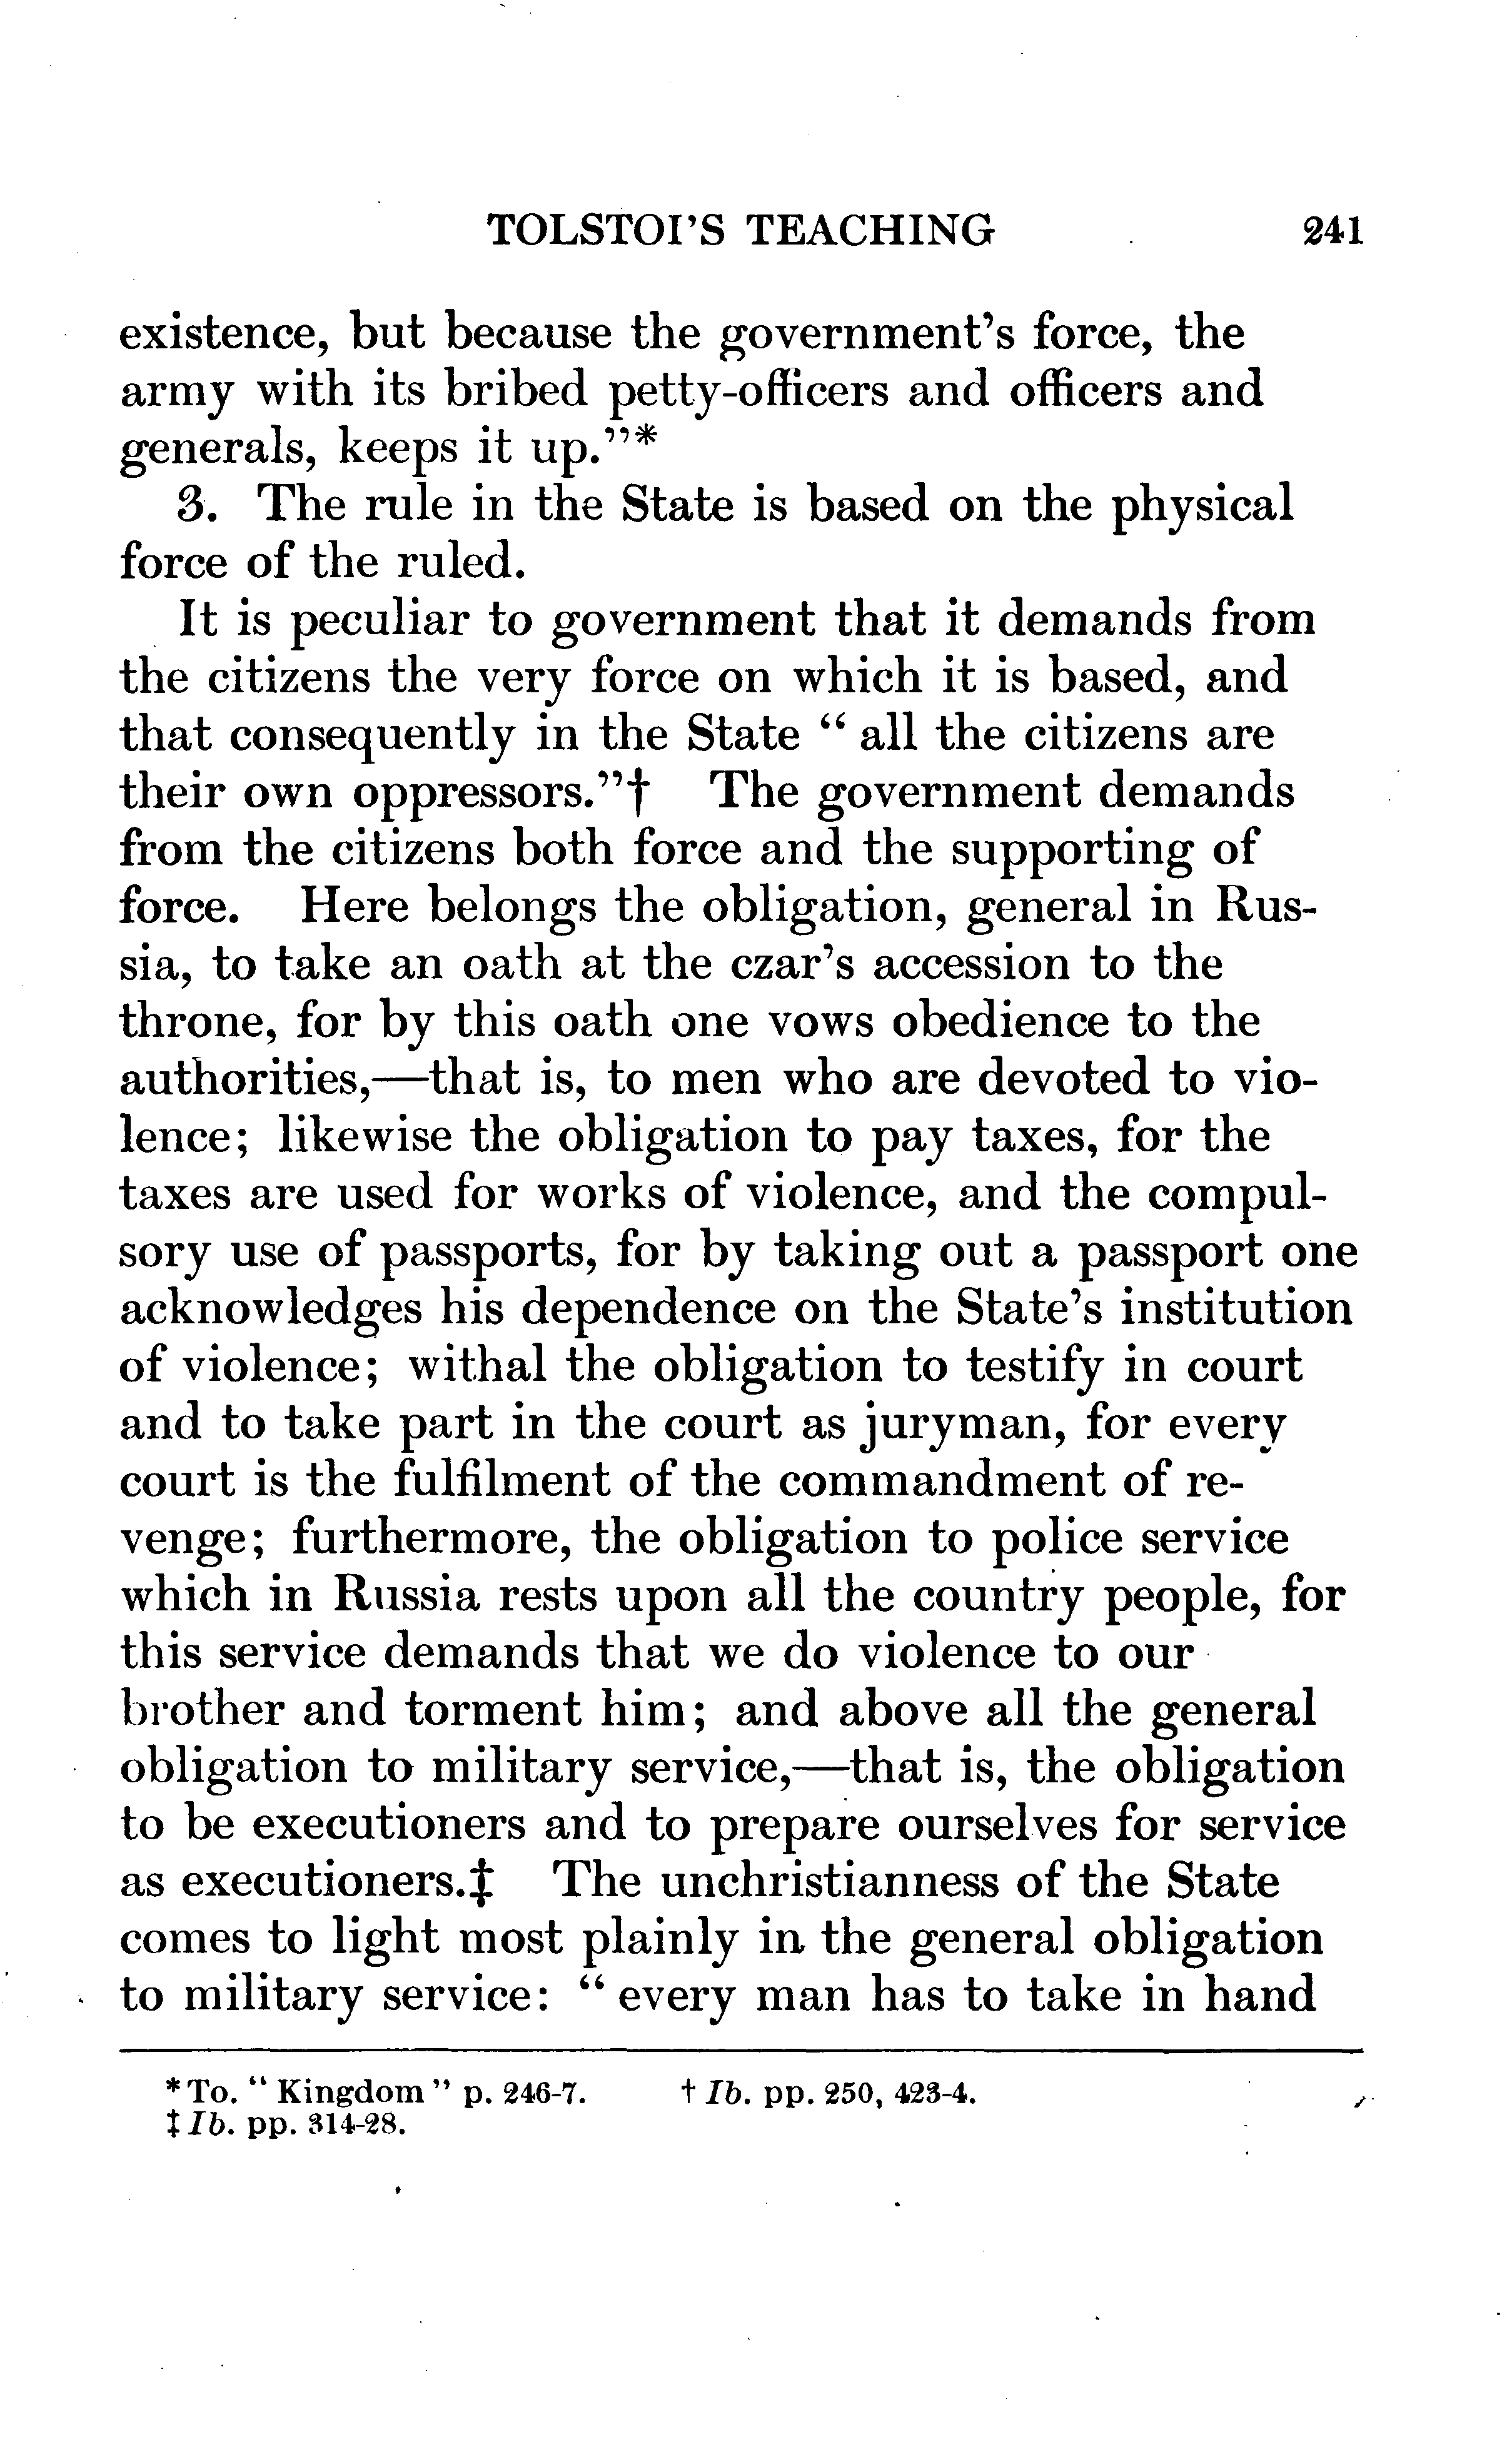 TOLSTOI'S TEACHING 241
existence, but because the government's force, the
army with its bribed petty-officers and officers and
generals, keeps it up."*
3. The rule in the State is based on the physical
force of the ruled.
It is peculiar to government that it demands from
the citizens the very force on which it is based, and
that consequently in the State " all the citizens are
their own oppressors."† The government demands
from the citizens both force and the supporting of
force. Here belongs the obligation, general in Rus-
sia, to take an oath at the czar's accession to the
throne, for by this oath one vows obedience to the
authorities,—that is, to men who are devoted to vio-
lence; likewise the obligation to pay taxes, for the
taxes are used for works of violence, and the compul-
sory use of passports, for by taking out a passport one
acknowledges his dependence on the State's institution
of violence; withal the obligation to testify in court
and to take part in the court as juryman, for every
court is the fulfilment of the commandment of re-
venge; furthermore, the obligation to police service
which in Russia rests upon all the country people, for
this service demands that we do violence to our
brother and torment him; and above all the general
obligation to military service,—that is, the obligation
to be executioners and to prepare ourselves for service
as executioners.‡ The unchristianness of the State
comes to light most plainly in the general obligation
to military service: " every man has to take in hand
*To. " Kingdom " p. 246-7. † Ib. pp. 250, 423-4.
‡ Ib. pp. 314-28.